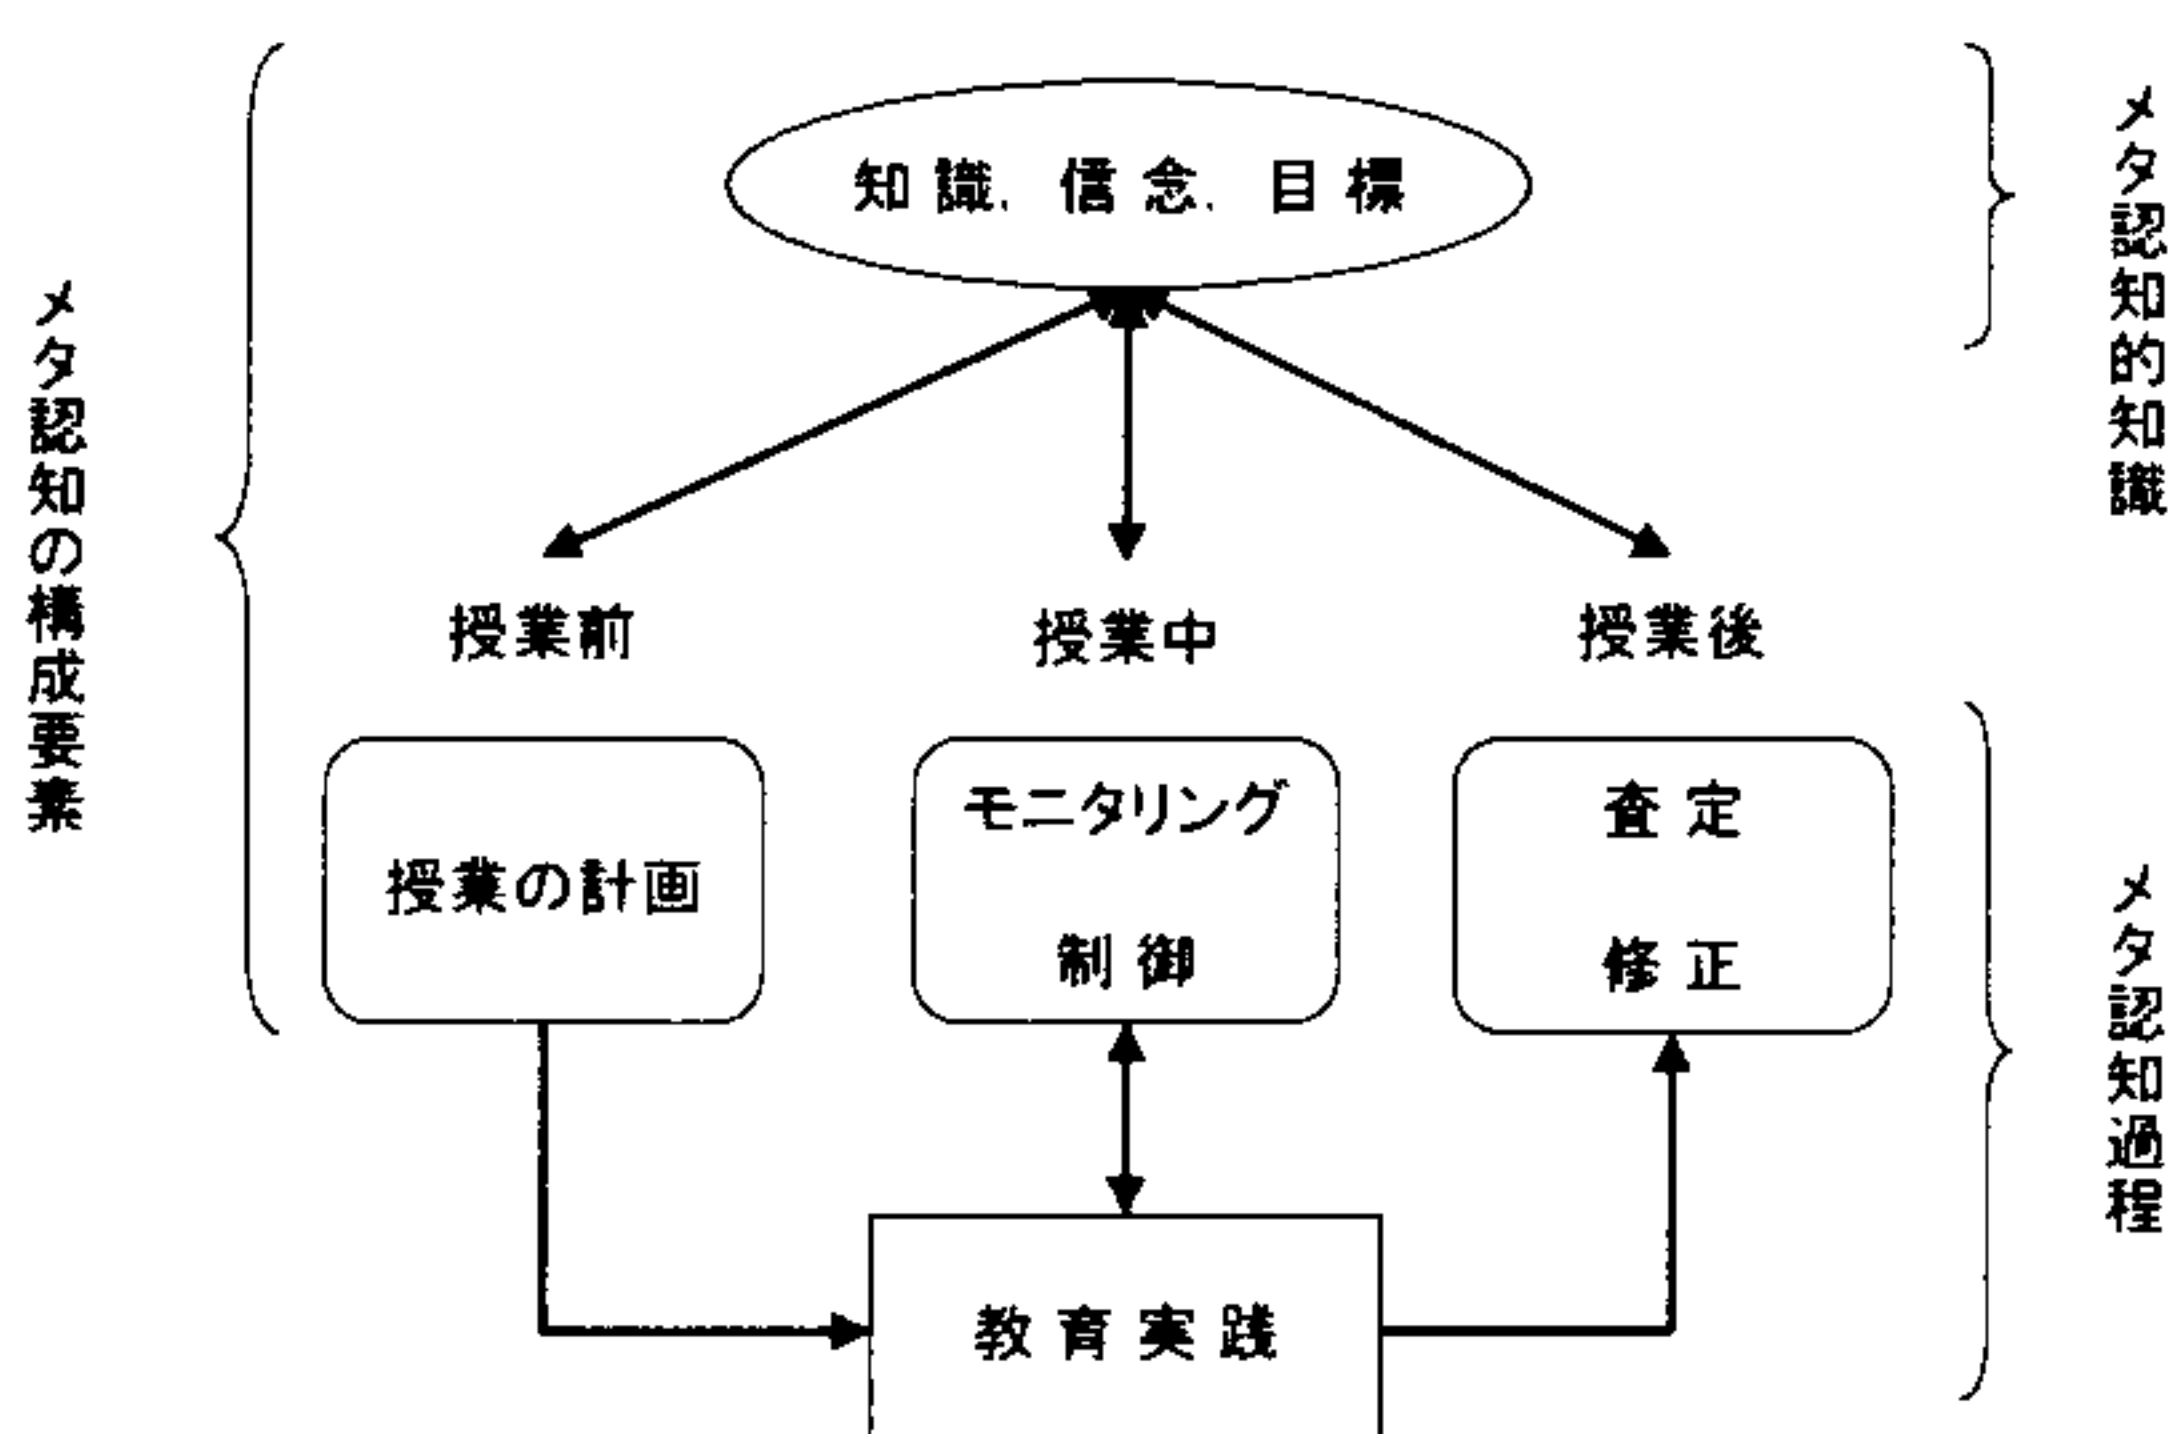 メタ認知の構成要素
知識, 信念, 目標
メタ認知的知識
授業前
授業中
授業後
授業の計画
モニタリング
制御
査定
修正
メタ認知過程
教育実践